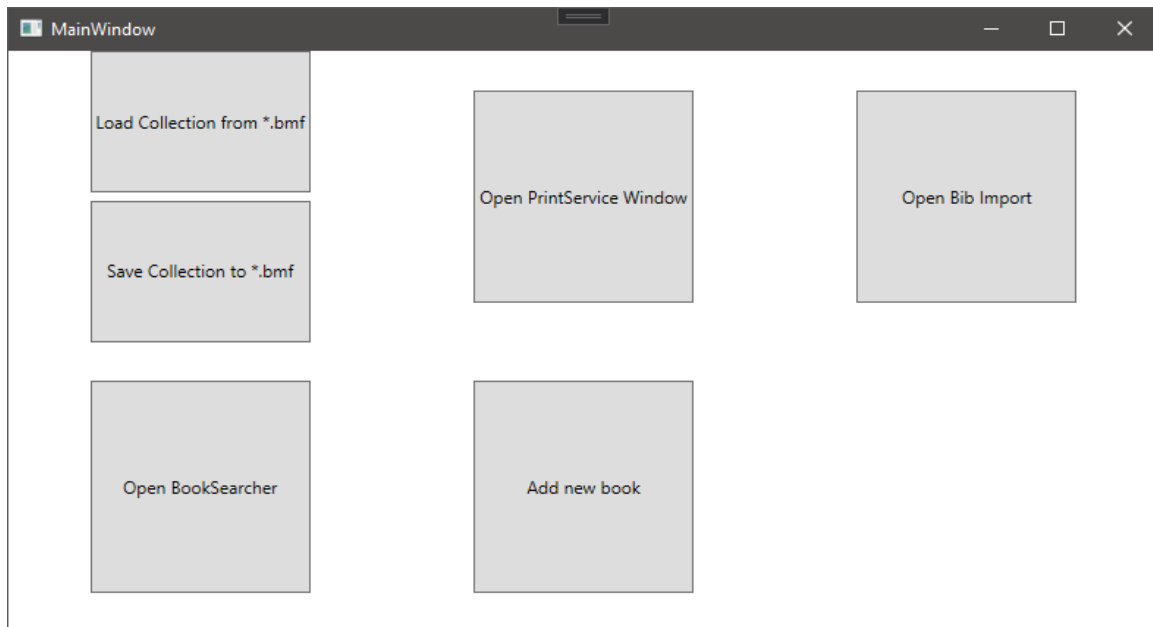 MainWindow
Load Collection from *.bmf
Save Collection to *.bmf
Open PrintService Window
Open Bib Import
Open BookSearcher
Add new book